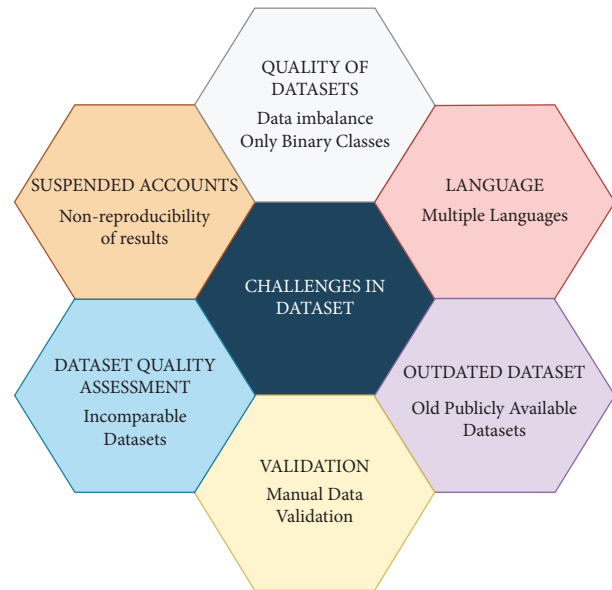 QUALITY OF
DATASETS
Data imbalance
Only Binary Classes
SUSPENDED ACCOUNTS
Non-reproducibility
of results
LANGUAGE
Multiple Languages
CHALLENGES IN
DATASET
DATASET QUALITY
ASSESSMENT
Incomparable
Datasets
OUTDATED DATASET
Old Publicly Available
Datasets
VALIDATION
Manual Data
Validation